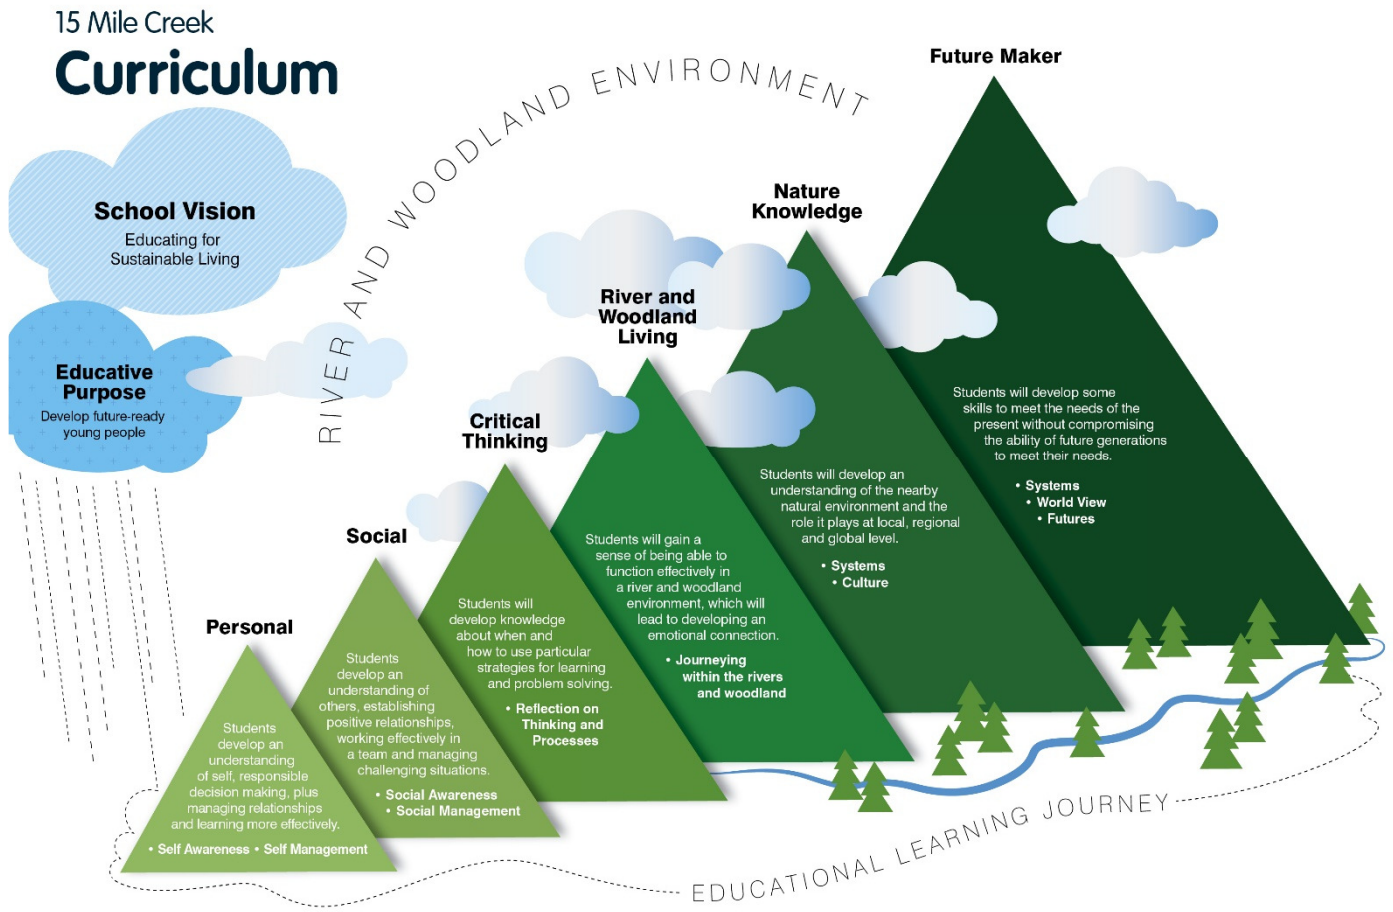 15 Mile Creek
Curriculum
School Vision
Educating for
Sustainable Living
Educative
Purpose
Develop future-ready
young people
RIVER AND WOODLAND ENVIRONMENT
Personal
Students
develop an
understanding
of self, responsible
decision making, plus
managing relationships
and learning more effectively.
• Self Awareness • Self Management
Social
Students
develop an
understanding of
others, establishing
positive relationships,
working effectively in
a team and managing
challenging situations.
• Social Awareness
• Social Management
Critical
Thinking
Students will
develop knowledge
about when and
how to use particular
strategies for learning
and problem solving.
• Reflection on
Thinking and
Processes
River and
Woodland
Living
Students will gain a
sense of being able to
function effectively in
a river and woodland
environment, which will
lead to developing an
emotional connection.
• Journeying
within the rivers
and woodland
Nature
Knowledge
Students will develop an
understanding of the nearby
natural environment and the
role it plays at local, regional
and global level.
• Systems
• Culture
Future Maker
Students will develop some
skills to meet the needs of the
present without compromising
the ability of future generations
to meet their needs.
• Systems
• World View
• Futures
EDUCATIONAL LEARNING JOURNEY